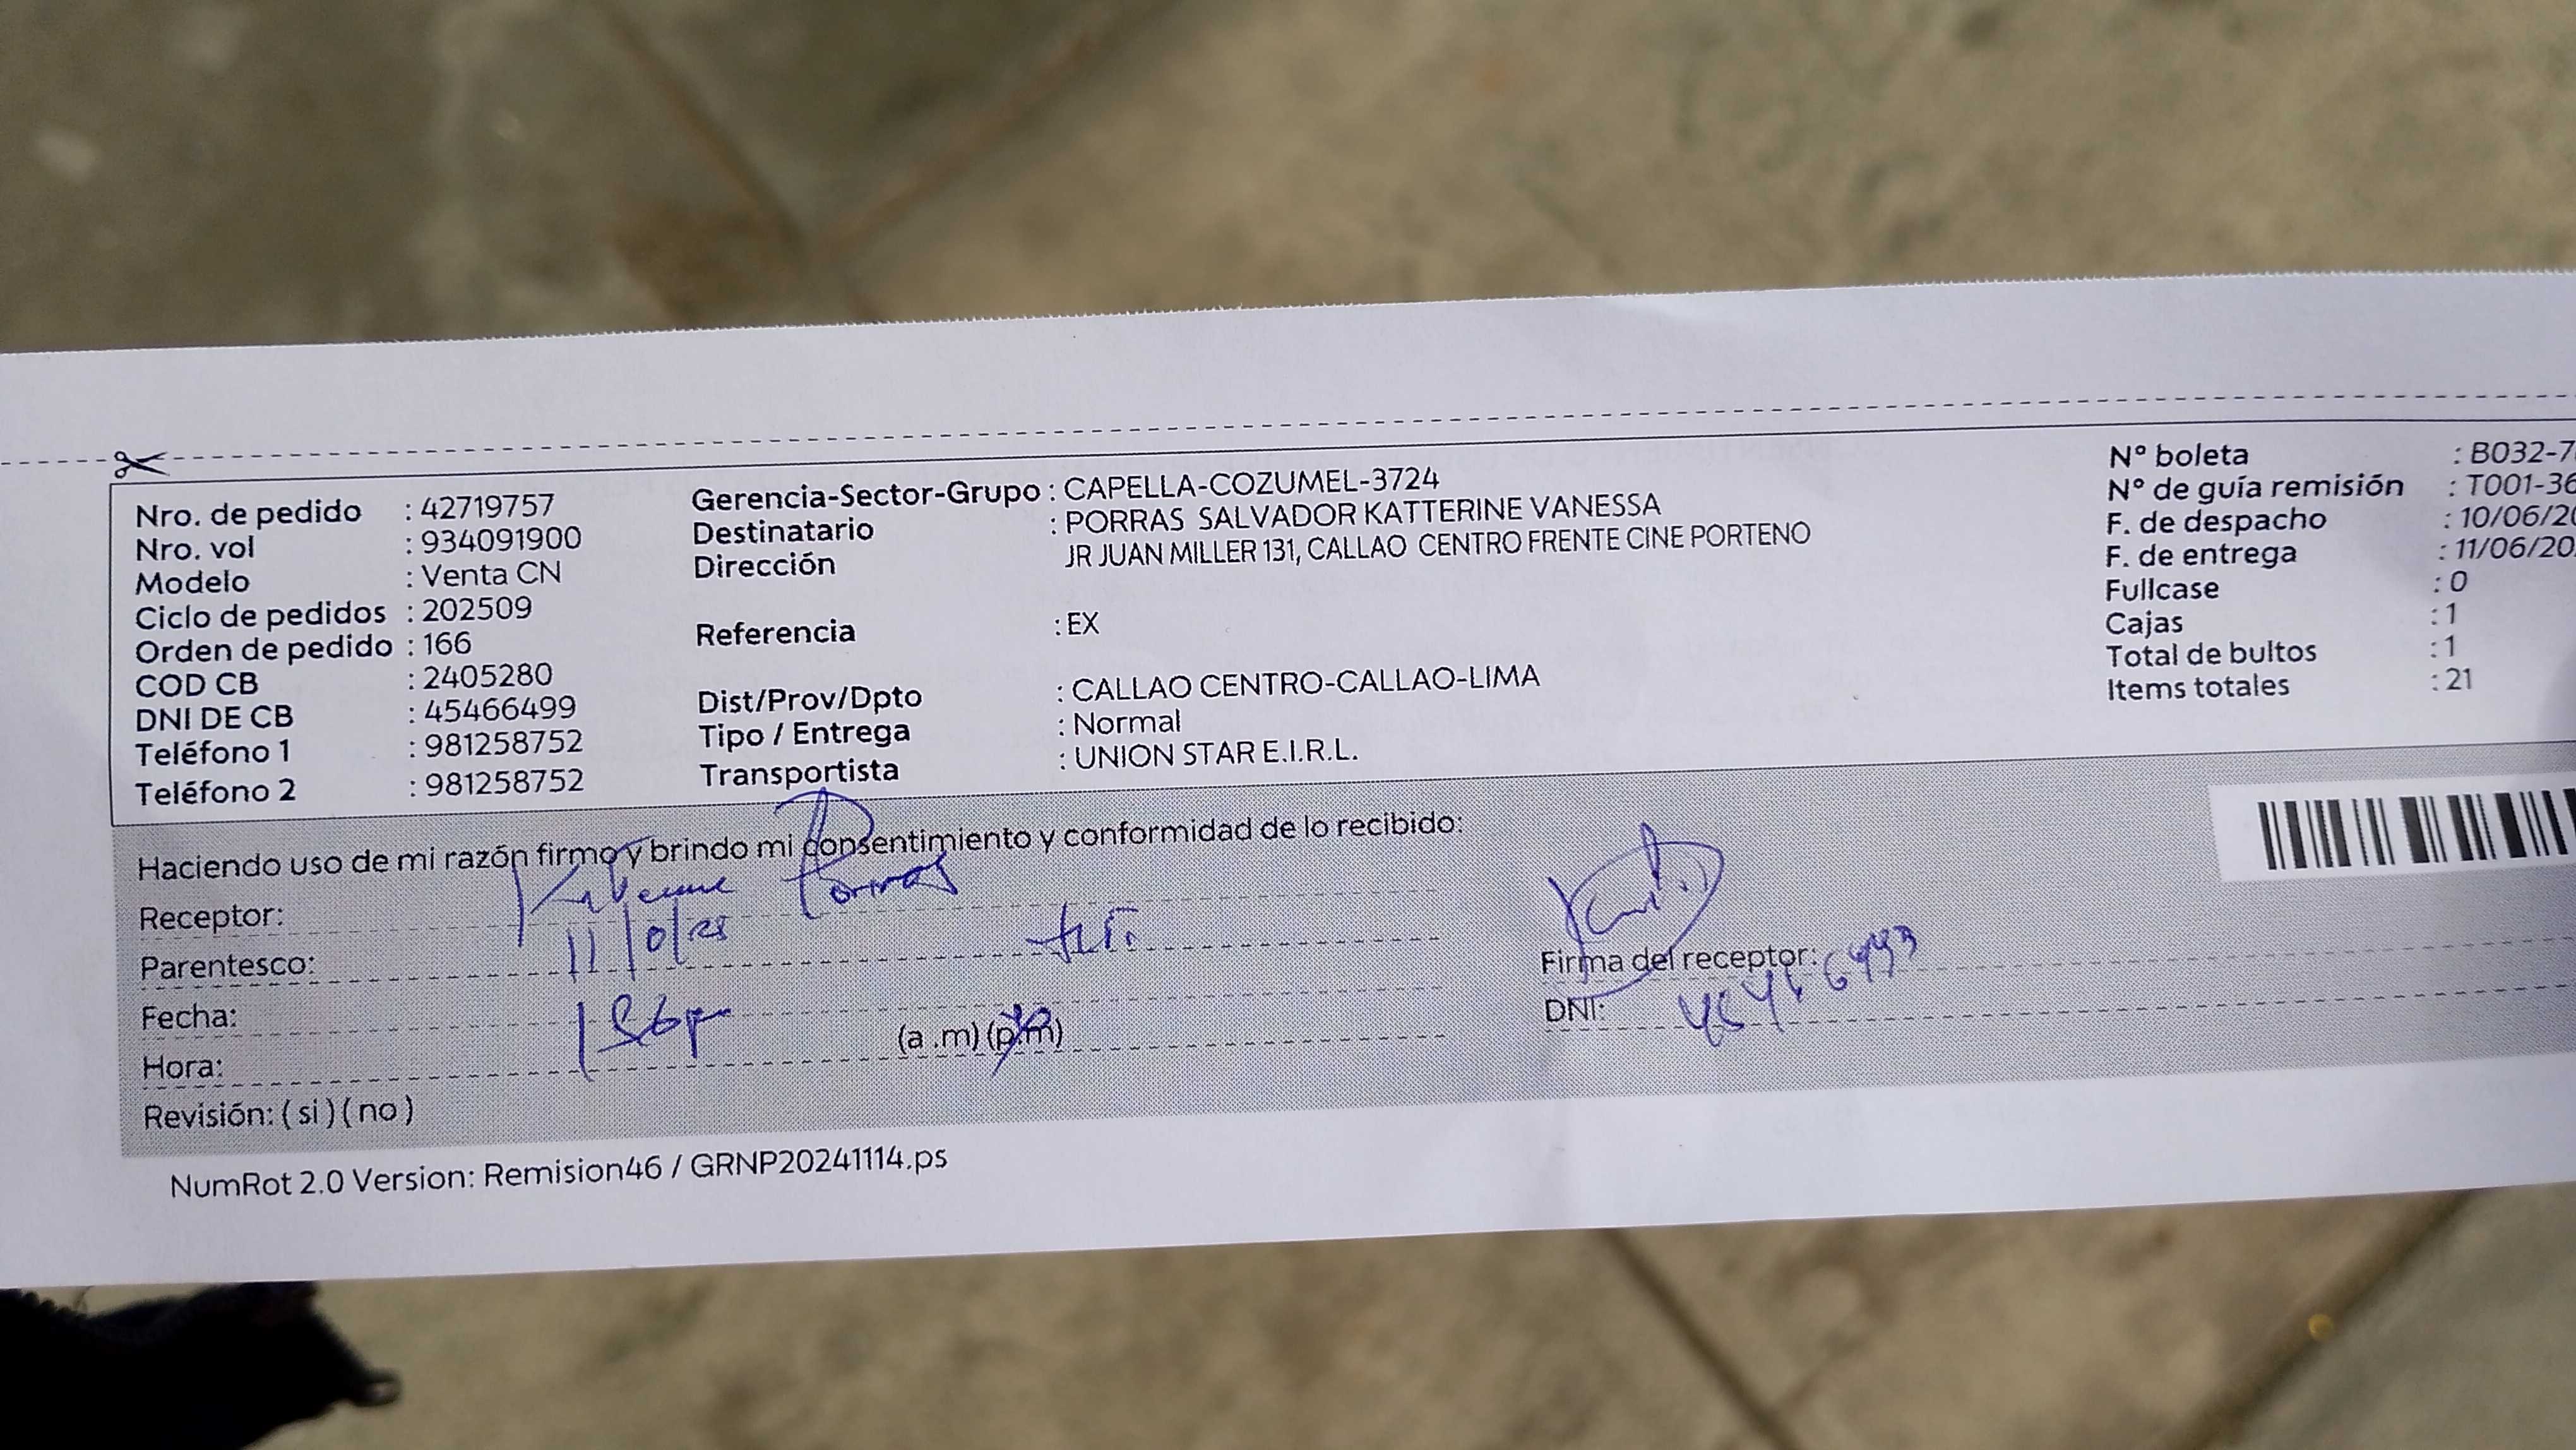 Nro. de pedido : 42719757
Nro. vol : 934091900
Modelo : Venta CN
Ciclo de pedidos : 202509
Orden de pedido : 166
COD CB : 2405280
DNI DE CB : 45466499
Teléfono 1 : 981258752
Teléfono 2 : 981258752
Gerencia-Sector-Grupo : CAPELLA-COZUMEL-3724
Destinatario : PORRAS SALVADOR KATTERINE VANESSA
Dirección JR JUAN MILLER 131, CALLAO CENTRO FRENTE CINE PORTENO
Referencia : EX
Dist/Prov/Dpto : CALLAO CENTRO-CALLAO-LIMA
Tipo / Entrega : Normal
Transportista : UNION STAR E.I.R.L.
N° boleta : B032-7
N° de guía remisión : T001-36
F. de despacho : 10/06/20
F. de entrega : 11/06/20
Fullcase : 0
Cajas : 1
Total de bultos : 1
Items totales : 21
Haciendo uso de mi razón firmo y brindo mi consentimiento y conformidad de lo recibido:
Receptor: Porras
Parentesco:
Fecha:
Hora: (a .m) (p.m)
Revisión: ( si ) ( no )
Firma del receptor:
DNI:
NumRot 2.0 Version: Remision46 / GRNP20241114.ps